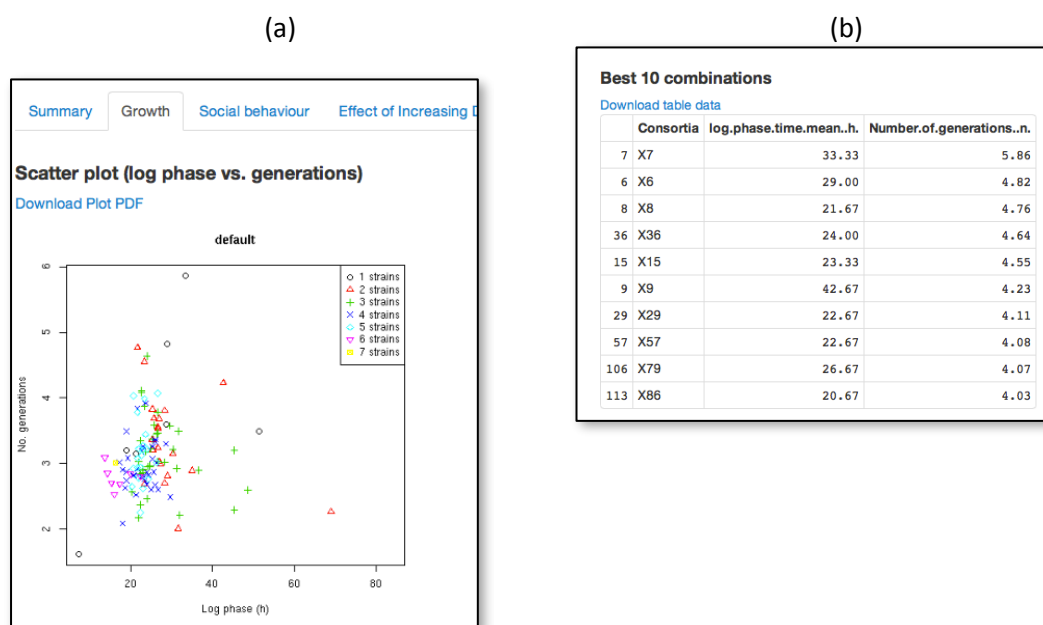 (a)
Summary Growth Social behaviour Effect of Increasing D
Scatter plot (log phase vs. generations)
Download Plot PDF
default
1 strains
2 strains
3 strains
4 strains
5 strains
6 strains
7 strains
6
5
4
3
2
No. generations
20 40 60 80
Log phase (h)
(b)
Best 10 combinations
Download table data
Consortia log.phase.time.mean..h. Number.of.generations..n.
7 X7 33.33 5.86
6 X6 29.00 4.82
8 X8 21.67 4.76
36 X36 24.00 4.64
15 X15 23.33 4.55
9 X9 42.67 4.23
29 X29 22.67 4.11
57 X57 22.67 4.08
106 X79 26.67 4.07
113 X86 20.67 4.03